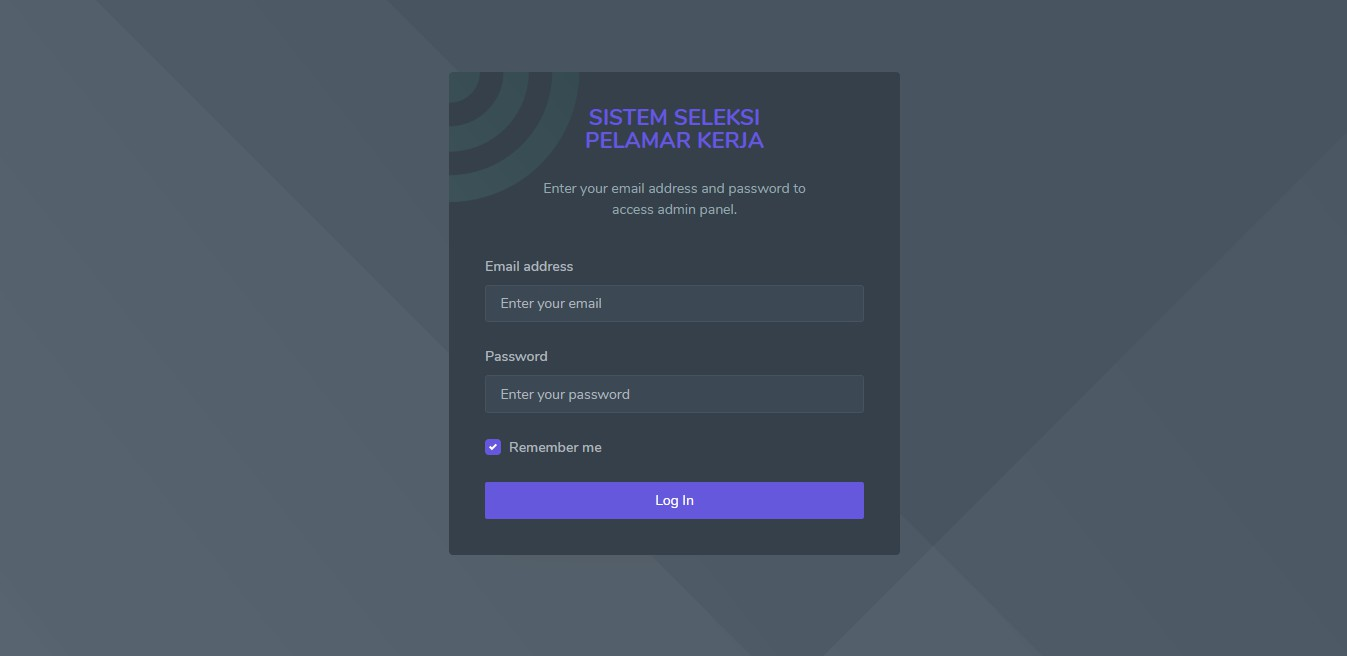 SISTEM SELEKSI
PELAMAR KERJA
Enter your email address and password to
access admin panel.
Email address
Enter your email
Password
Enter your password
Remember me
Log In